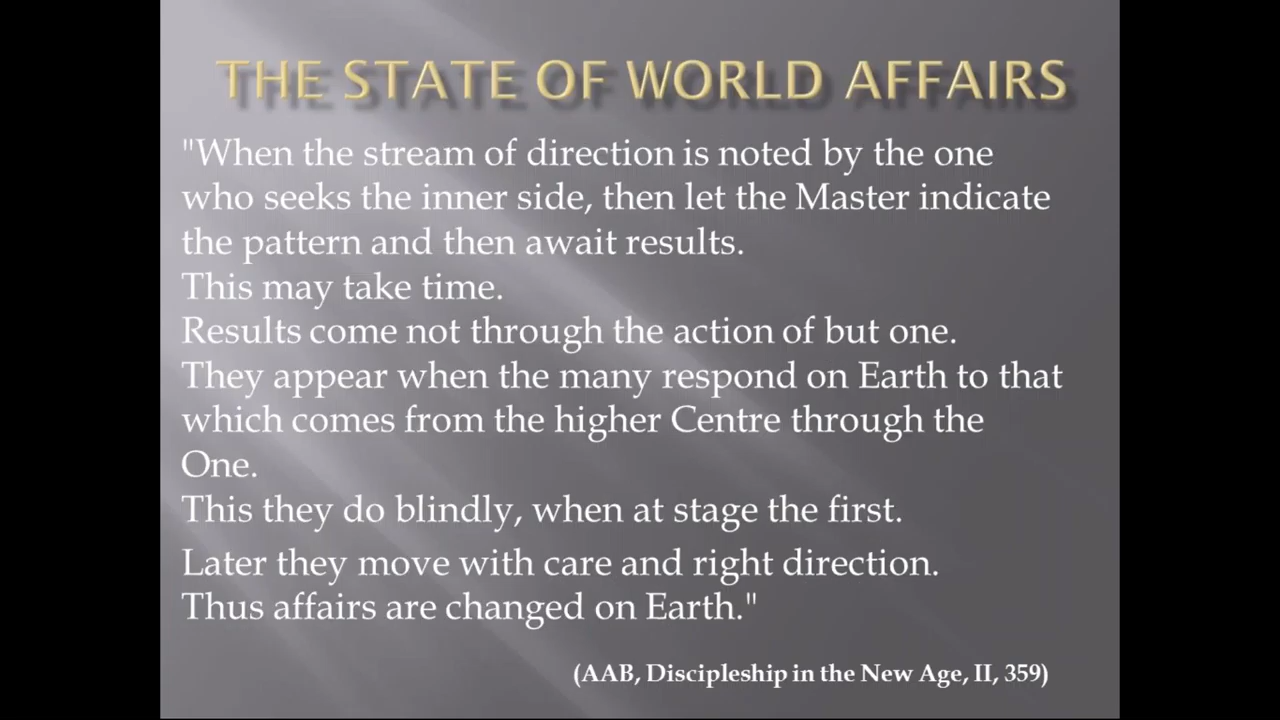 THE STATE OF WORLD AFFAIRS
"When the stream of direction is noted by the one
who seeks the inner side, then let the Master indicate
the pattern and then await results.
This may take time.
Results come not through the action of but one.
They appear when the many respond on Earth to that
which comes from the higher Centre through the
One.
This they do blindly, when at stage the first.
Later they move with care and right direction.
Thus affairs are changed on Earth."
(AAB, Discipleship in the New Age, II, 359)